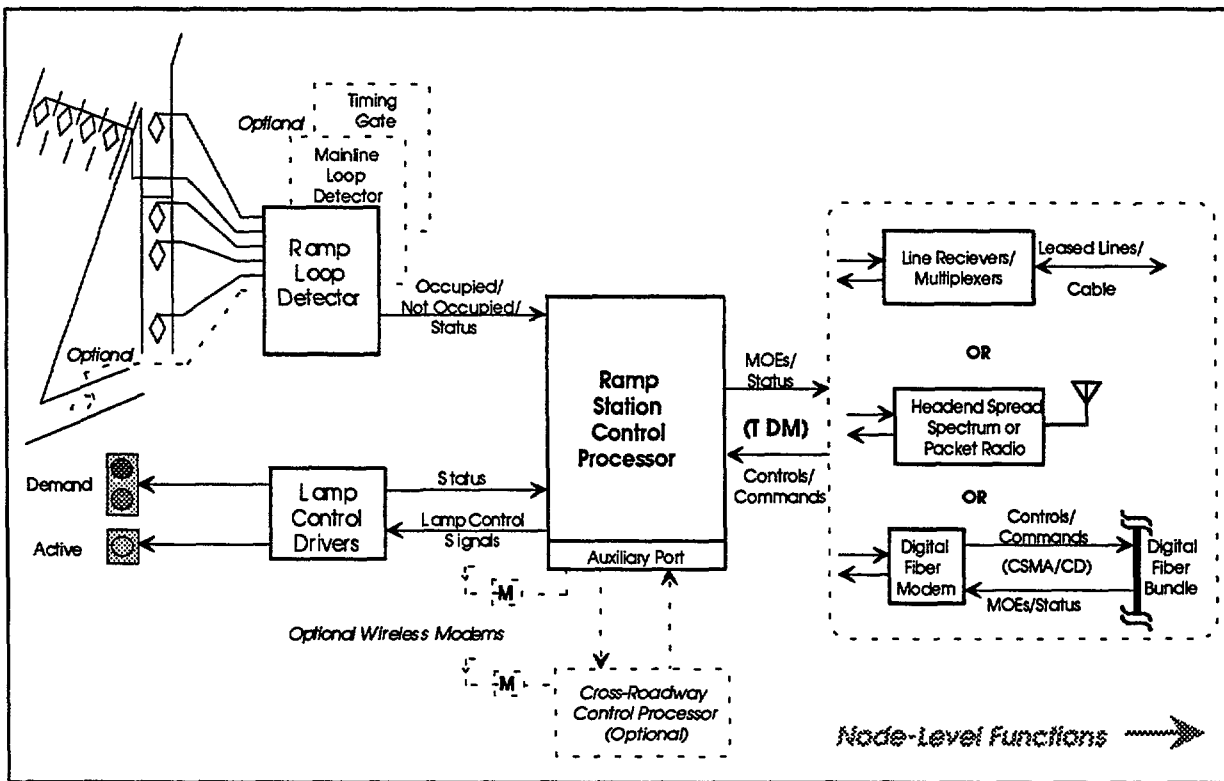 Timing
Gate
Optional
Mainline
Loop
Detector
Ramp
Loop
Detector
Optional
Occupied/
Not Occupied/
Status
Ramp
Station
Control
Processor
Auxiliary Port
MOEs/
Status
(TDM)
Controls/
Commands
Line Recievers/
Multiplexers
Leased Lines/
Cable
OR
Headend Spread
Spectrum or
Packet Radio
OR
Digital
Fiber
Modem
Controls/
Commands
(CSMA/CD)
MOEs/Status
Digital
Fiber
Bundle
Demand
Active
Lamp
Control
Drivers
Status
Lamp Control
Signals
M
Optional Wireless Modems
M
Cross-Roadway
Control Processor
(Optional)
Node-Level Functions